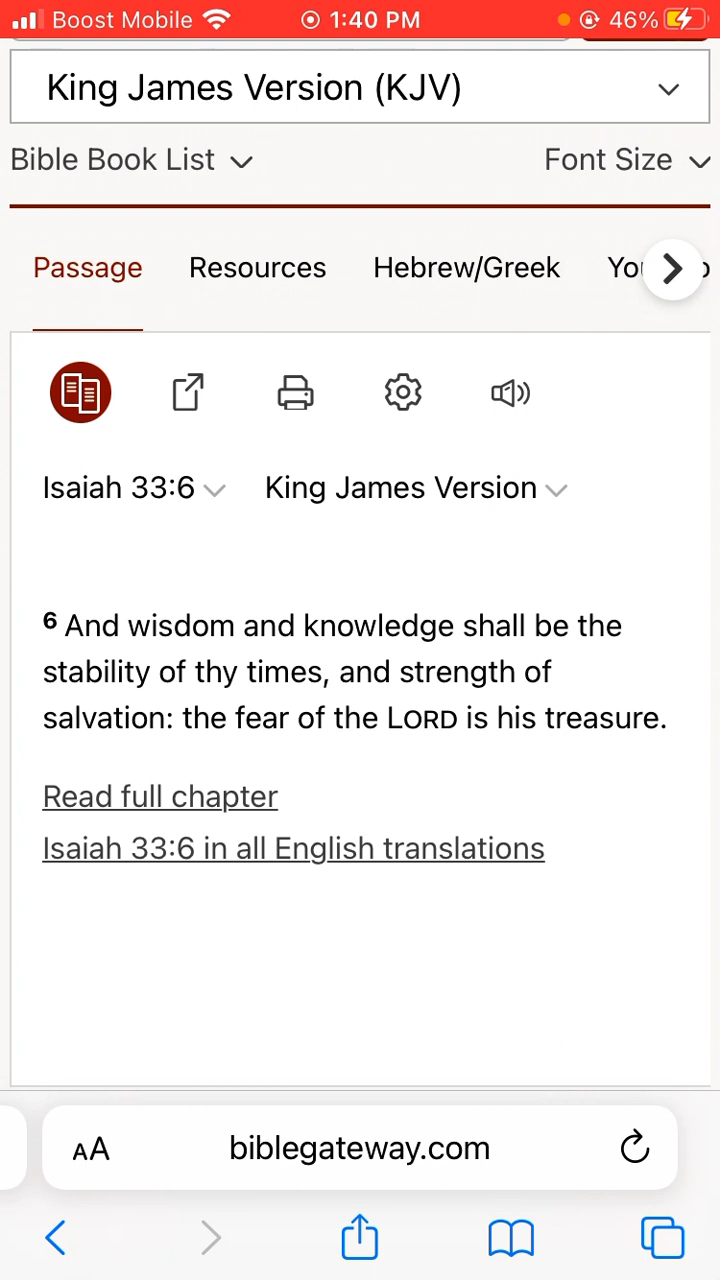 Boost Mobile 1:40 PM 46%
King James Version (KJV)
Bible Book List Font Size
Passage Resources Hebrew/Greek
Isaiah 33:6 King James Version
6 And wisdom and knowledge shall be the
stability of thy times, and strength of
salvation: the fear of the LORD is his treasure.
Read full chapter
Isaiah 33:6 in all English translations
AA biblegateway.com